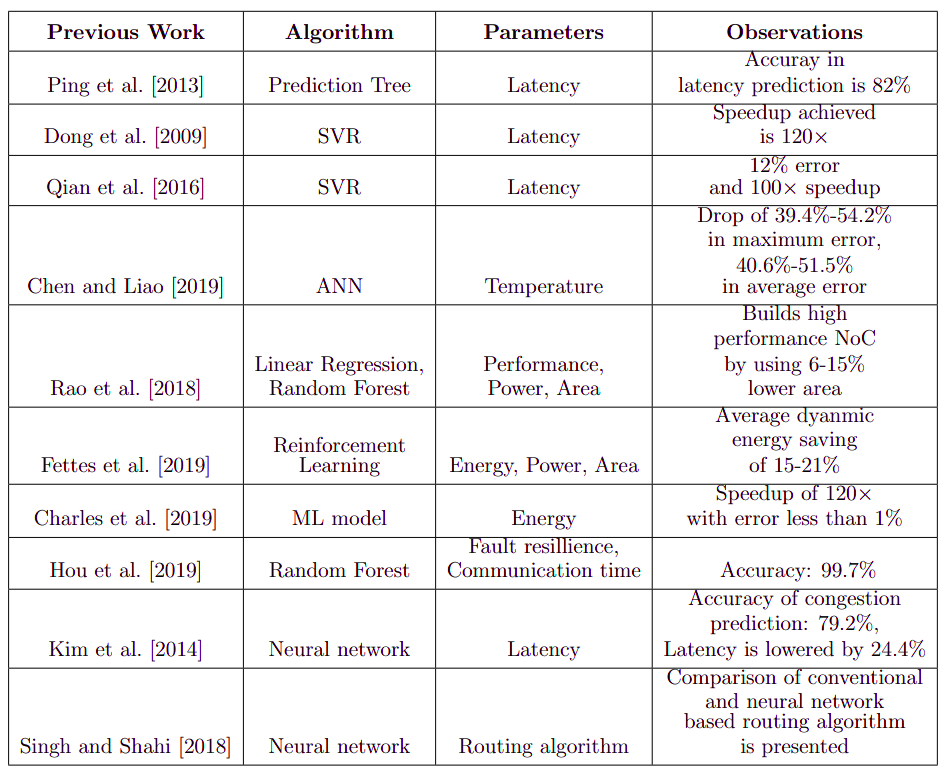 Previous Work Algorithm Parameters Observations
Ping et al. [2013] Prediction Tree Latency Accuray in
latency prediction is 82%
Dong et al. [2009] SVR Latency Speedup achieved
is 120×
Qian et al. [2016] SVR Latency 12% error
and 100× speedup
Chen and Liao [2019] ANN Temperature Drop of 39.4%-54.2%
in maximum error,
40.6%-51.5%
in average error
Rao et al. [2018] Linear Regression,
Random Forest Performance,
Power, Area Builds high
performance NoC
by using 6-15%
lower area
Fettes et al. [2019] Reinforcement
Learning Energy, Power, Area Average dyanmic
energy saving
of 15-21%
Charles et al. [2019] ML model Energy Speedup of 120×
with error less than 1%
Hou et al. [2019] Random Forest Fault resillience,
Communication time Accuracy: 99.7%
Kim et al. [2014] Neural network Latency Accuracy of congestion
prediction: 79.2%,
Latency is lowered by 24.4%
Singh and Shahi [2018] Neural network Routing algorithm Comparison of conventional
and neural network
based routing algorithm
is presented